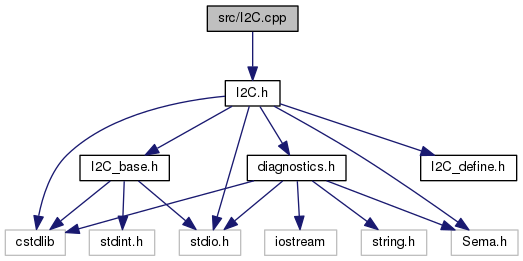 src/I2C.cpp
I2C.h
I2C_base.h
diagnostics.h
I2C_define.h
cstdlib
stdint.h
stdio.h
iostream
string.h
Sema.h